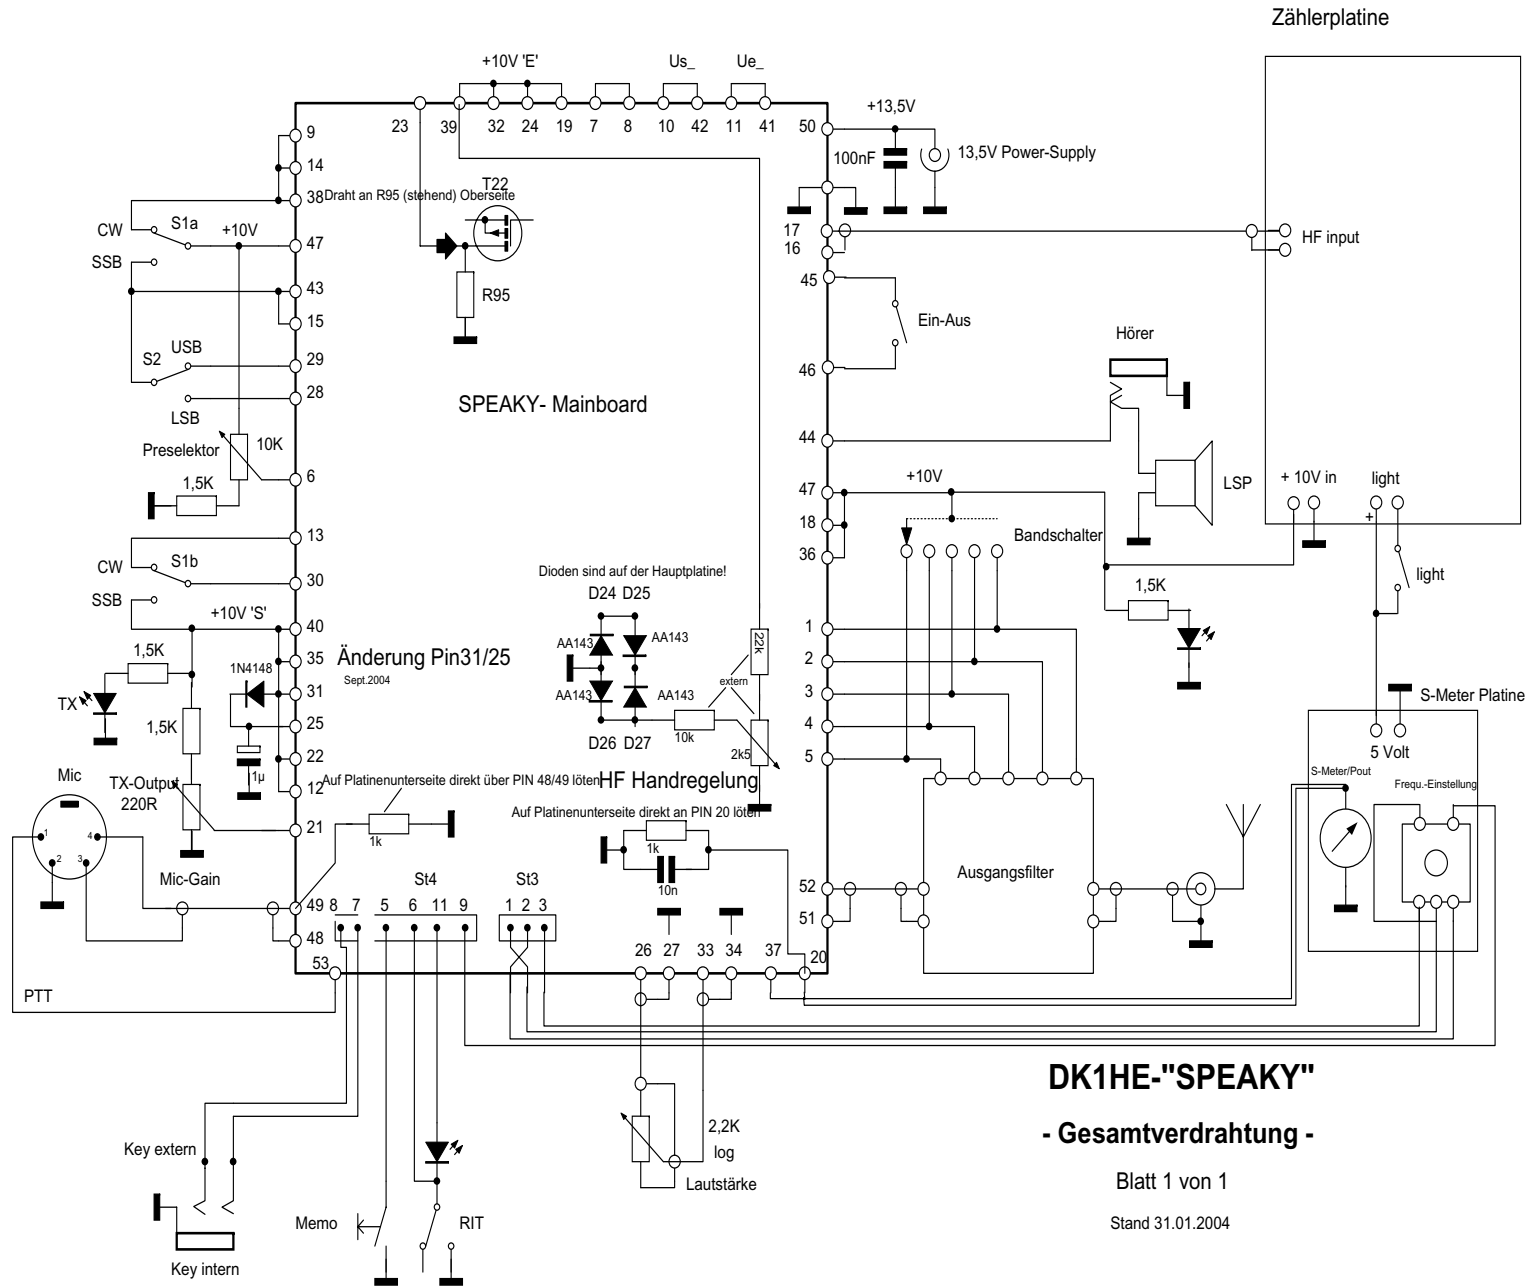 Zählerplatine
+10V 'E'
Us_
Ue_
23
39
32
24
19
7
8
10
42
11
41
50
+13,5V
100nF
13,5V Power-Supply
9
14
38
Draht an R95 (stehend) Oberseite
T22
CW
S1a
+10V
47
SSB
17
16
HF input
43
R95
45
15
Ein-Aus
Hörer
S2
USB
29
46
28
LSB
SPEAKY- Mainboard
Preselektor
10K
44
6
1,5K
47
+10V
LSP
+ 10V in
light
+
18
Bandschalter
13
36
CW
S1b
30
Dioden sind auf der Hauptplatine!
light
SSB
D24
D25
1,5K
+10V 'S'
40
1
AA143
AA143
22k
1,5K
35
Änderung Pin31/25
Sept.2004
2
1N4148
extern
TX
31
AA143
AA143
3
S-Meter Platine
1,5K
25
10k
4
D26
D27
2k5
22
5
5 Volt
Mic
TX-Output
220R
1µ
12
Auf Platinenunterseite direkt über PIN 48/49 löten
HF Handregelung
S-Meter/Pout
Frequ.-Einstellung
Auf Platinenunterseite direkt an PIN 20 löten
21
1
4
1k
1k
2
3
Mic-Gain
St4
St3
10n
52
Ausgangsfilter
49
8
7
5
6
11
9
1
2
3
51
48
53
26
27
33
34
37
20
PTT
DK1HE-"SPEAKY"
2,2K
log
- Gesamtverdrahtung -
Key extern
Lautstärke
Blatt 1 von 1
Memo
RIT
Stand 31.01.2004
Key intern